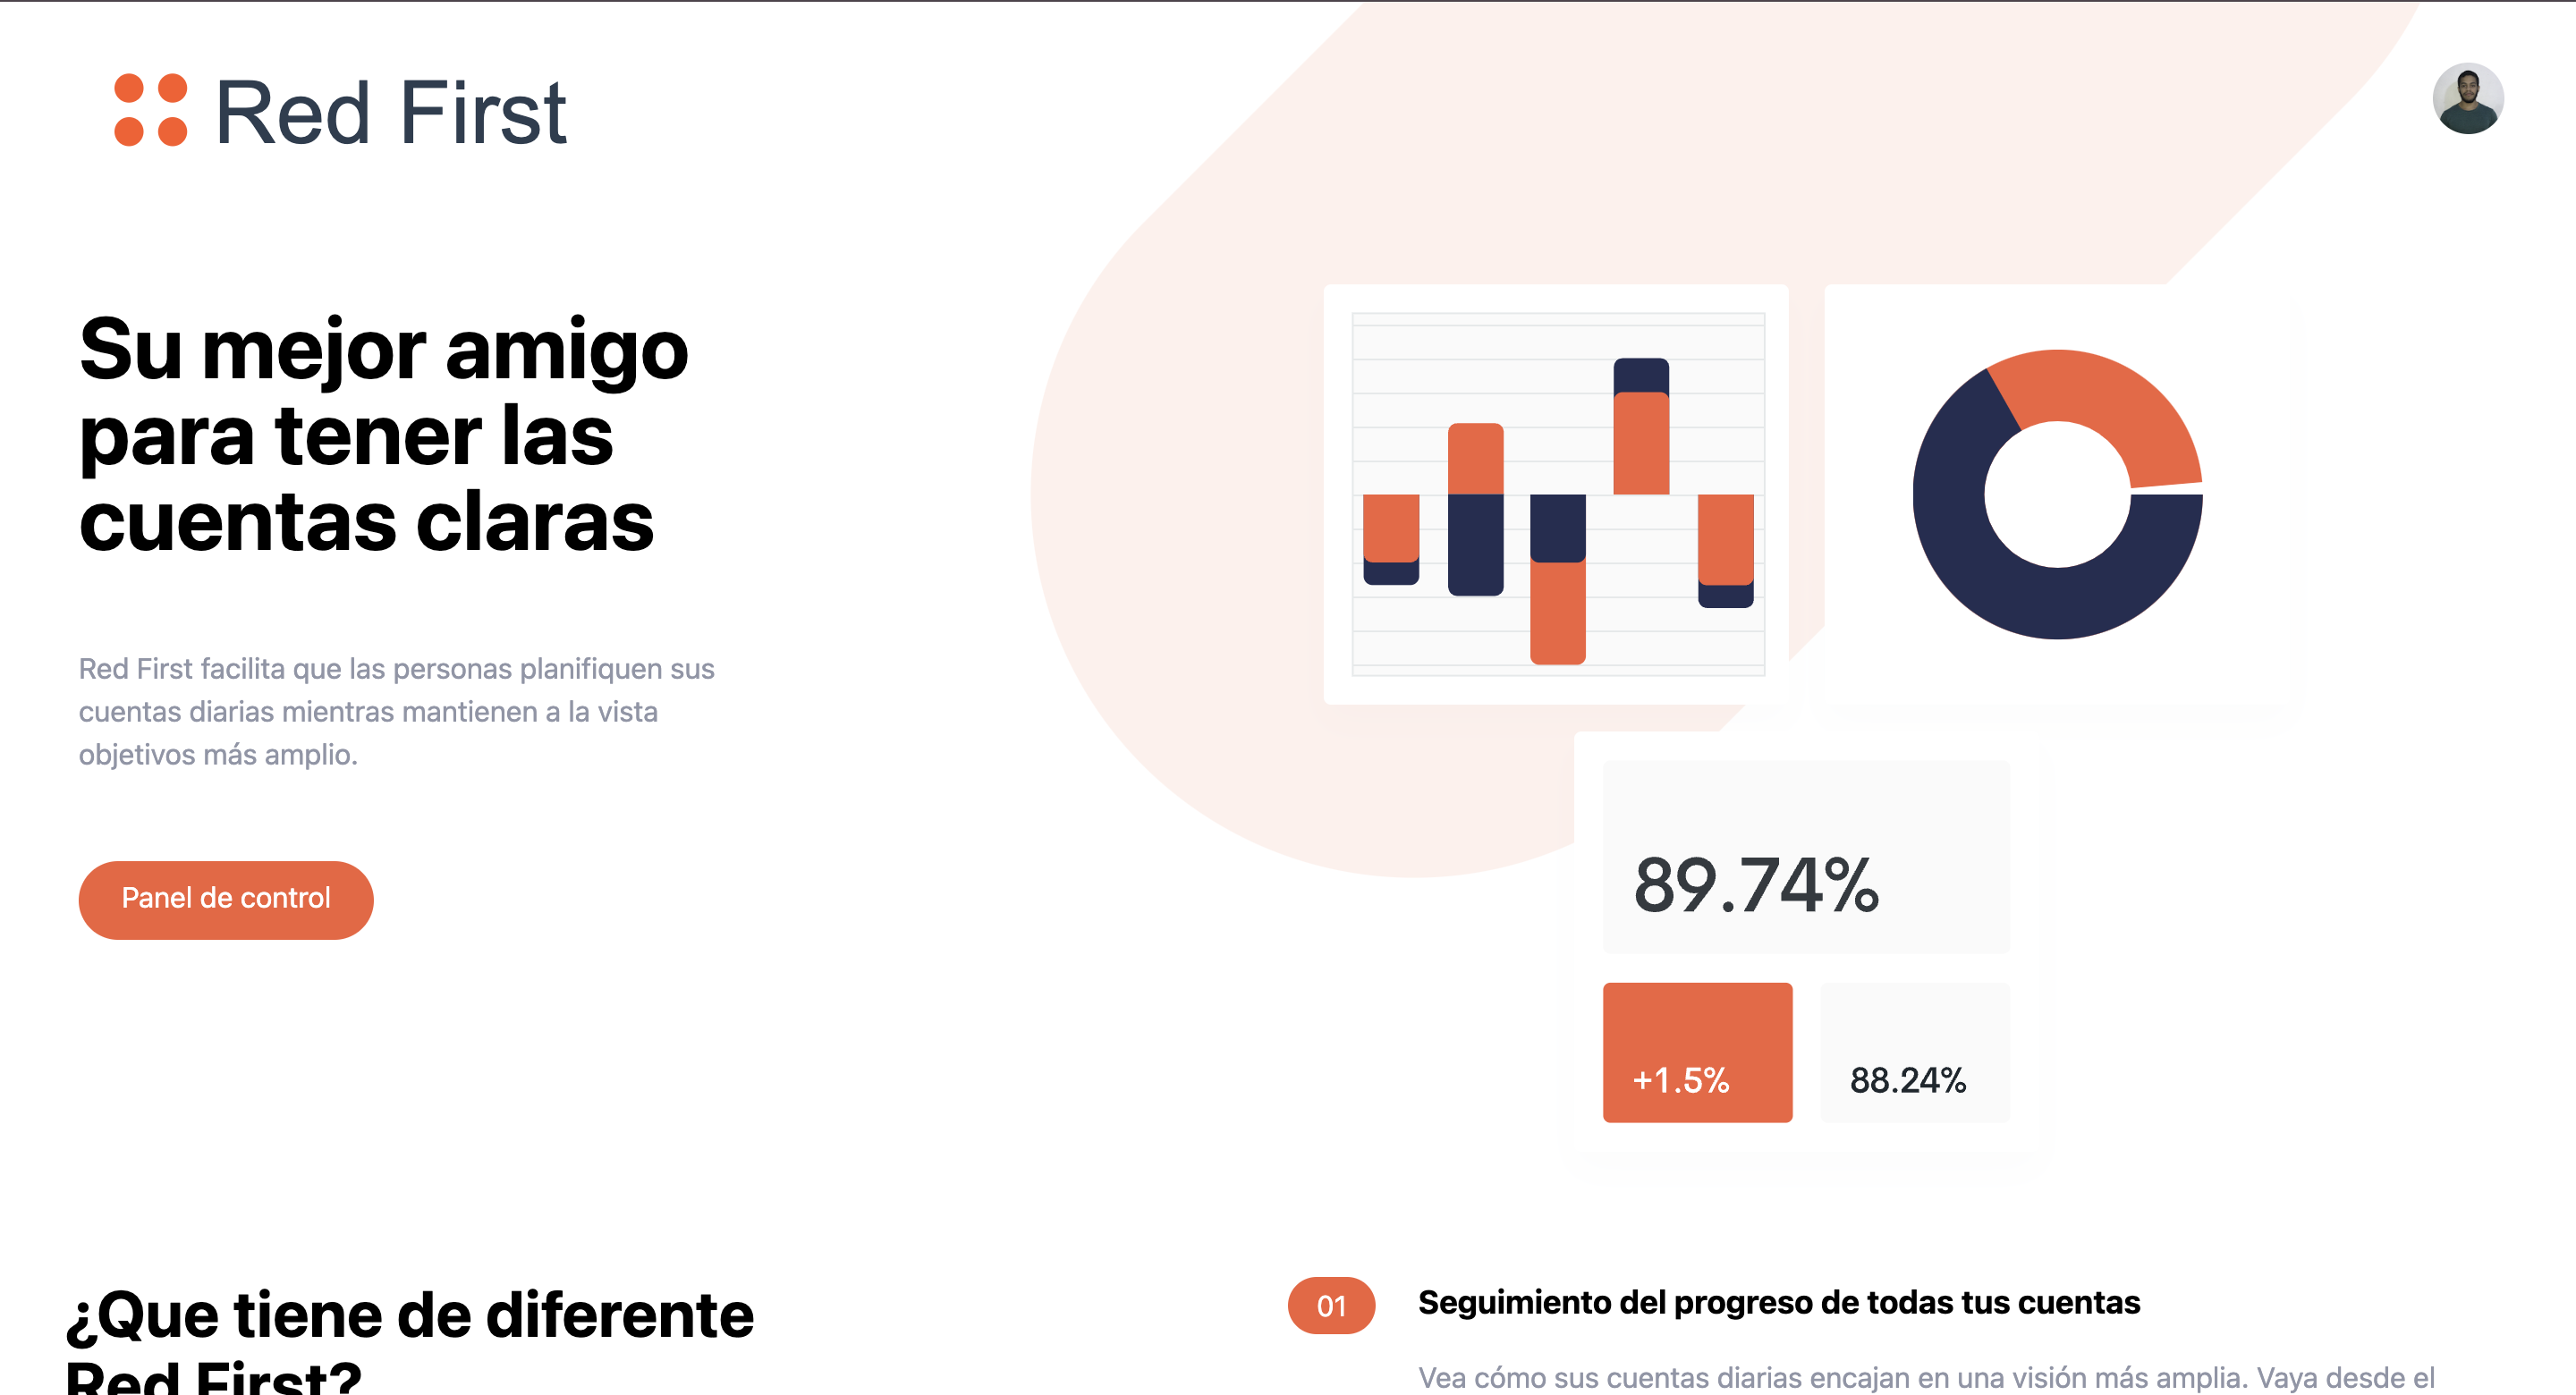 Red First
Su mejor amigo
para tener las
cuentas claras
Red First facilita que las personas planifiquen sus
cuentas diarias mientras mantienen a la vista
objetivos más amplio.
Panel de control
89.74%
+1.5%
88.24%
¿Que tiene de diferente
Red First?
01
Seguimiento del progreso de todas tus cuentas
Vea cómo sus cuentas diarias encajan en una visión más amplia. Vaya desde el